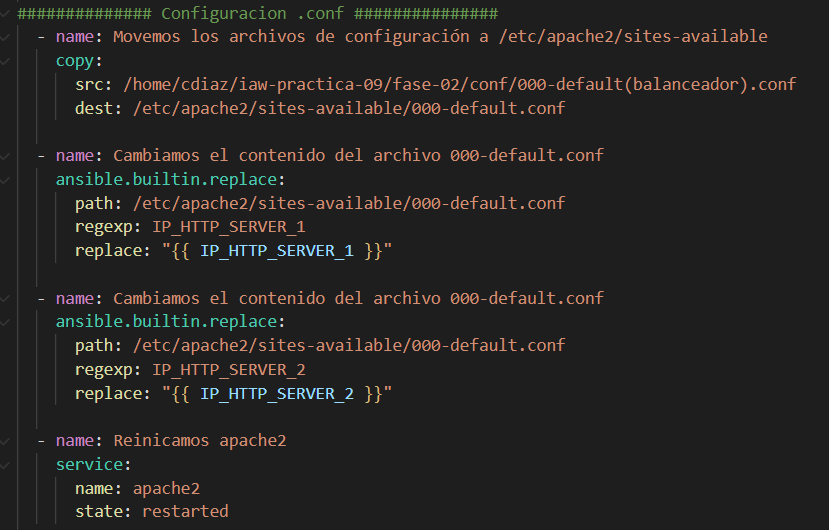 ############## Configuracion .conf ###############
- name: Movemos los archivos de configuración a /etc/apache2/sites-available
copy:
src: /home/cdiaz/iaw-practica-09/fase-02/conf/000-default(balanceador).conf
dest: /etc/apache2/sites-available/000-default.conf
- name: Cambiamos el contenido del archivo 000-default.conf
ansible.builtin.replace:
path: /etc/apache2/sites-available/000-default.conf
regexp: IP_HTTP_SERVER_1
replace: "{{ IP_HTTP_SERVER_1 }}"
- name: Cambiamos el contenido del archivo 000-default.conf
ansible.builtin.replace:
path: /etc/apache2/sites-available/000-default.conf
regexp: IP_HTTP_SERVER_2
replace: "{{ IP_HTTP_SERVER_2 }}"
- name: Reinicamos apache2
service:
name: apache2
state: restarted